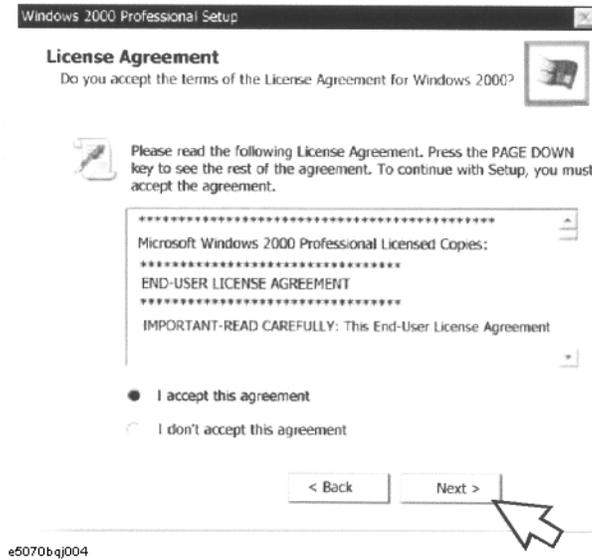 Windows 2000 Professional Setup
License Agreement
Do you accept the terms of the License Agreement for Windows 2000?
Please read the following License Agreement. Press the PAGE DOWN
key to see the rest of the agreement. To continue with Setup, you must
accept the agreement.
********************************************
Microsoft Windows 2000 Professional Licensed Copies:
********************************
END-USER LICENSE AGREEMENT
********************************
IMPORTANT-READ CAREFULLY: This End-User License Agreement
I accept this agreement
I don't accept this agreement
< Back
Next >
e5070bqj004